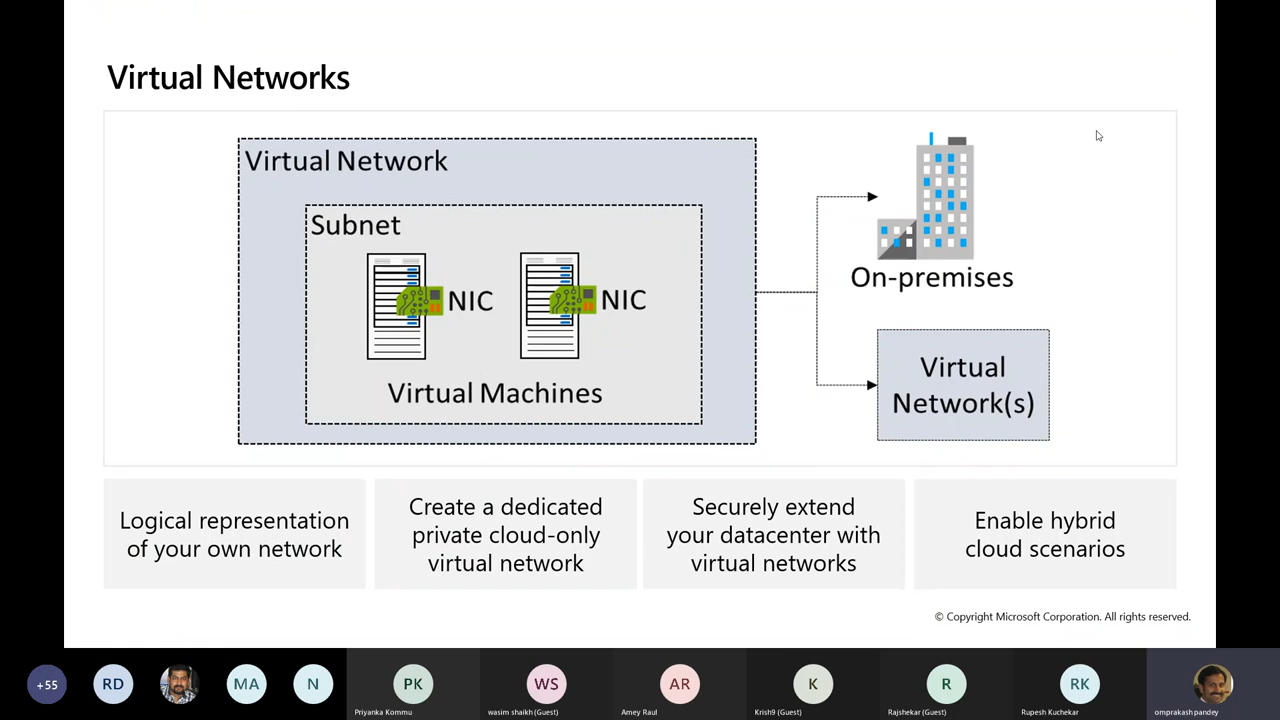 Virtual Networks
Virtual Network
Subnet
NIC
NIC
Virtual Machines
On-premises
Virtual
Network(s)
Logical representation
of your own network
Create a dedicated
private cloud-only
virtual network
Securely extend
your datacenter with
virtual networks
Enable hybrid
cloud scenarios
© Copyright Microsoft Corporation. All rights reserved.
+55
RD
MA
N
PK
Priyanka Kommu
WS
wasim shaikh (Guest)
AR
Amey Raul
K
Krish9 (Guest)
R
Rajshekar (Guest)
RK
Rupesh Kuchekar
omprakash pandey